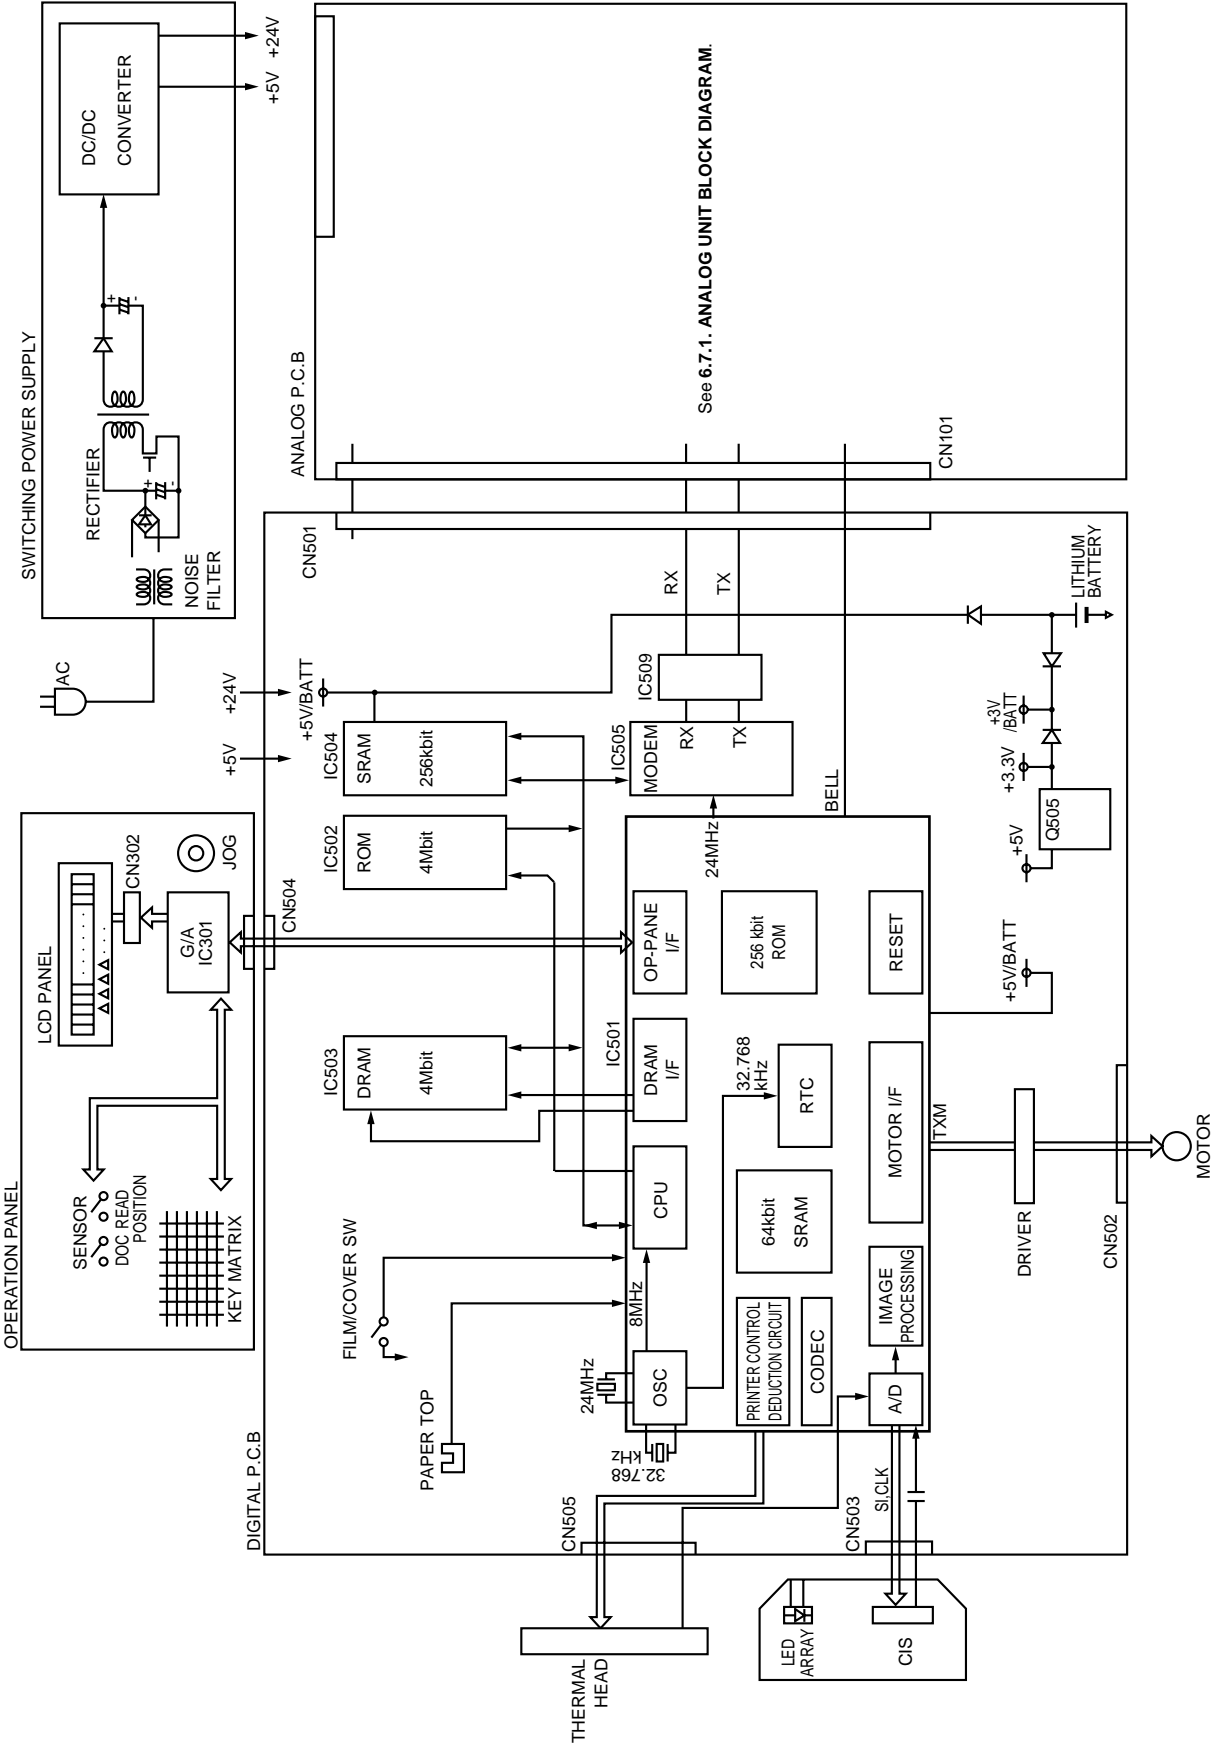 SWITCHING POWER SUPPLY
AC
NOISE
FILTER
RECTIFIER
+
-
+
-
DC/DC
CONVERTER
+5V
+24V
OPERATION PANEL
LCD PANEL
CN302
G/A
IC301
JOG
SENSOR
DOC READ
POSITION
KEY MATRIX
CN504
+5V
+24V
+5V/BATT
DIGITAL P.C.B
CN501
ANALOG P.C.B
CN101
See 6.7.1. ANALOG UNIT BLOCK DIAGRAM.
FILM/COVER SW
PAPER TOP
IC503
DRAM
4Mbit
IC502
ROM
4Mbit
IC504
SRAM
256kbit
IC505
MODEM
RX
TX
IC509
RX
TX
24MHz
BELL
IC501
24MHz
32.768
kHz
OSC
8MHz
CPU
DRAM
I/F
OP-PANE
I/F
32.768
kHz
RTC
256 kbit
ROM
64kbit
SRAM
PRINTER CONTROL
DEDUCTION CIRCUIT
CODEC
A/D
IMAGE
PROCESSING
MOTOR I/F
RESET
TXM
+5V/BATT
+5V
Q505
+3.3V
+3V
/BATT
LITHIUM
BATTERY
CN505
THERMAL
HEAD
CN503
SI,CLK
LED
ARRAY
CIS
DRIVER
CN502
MOTOR